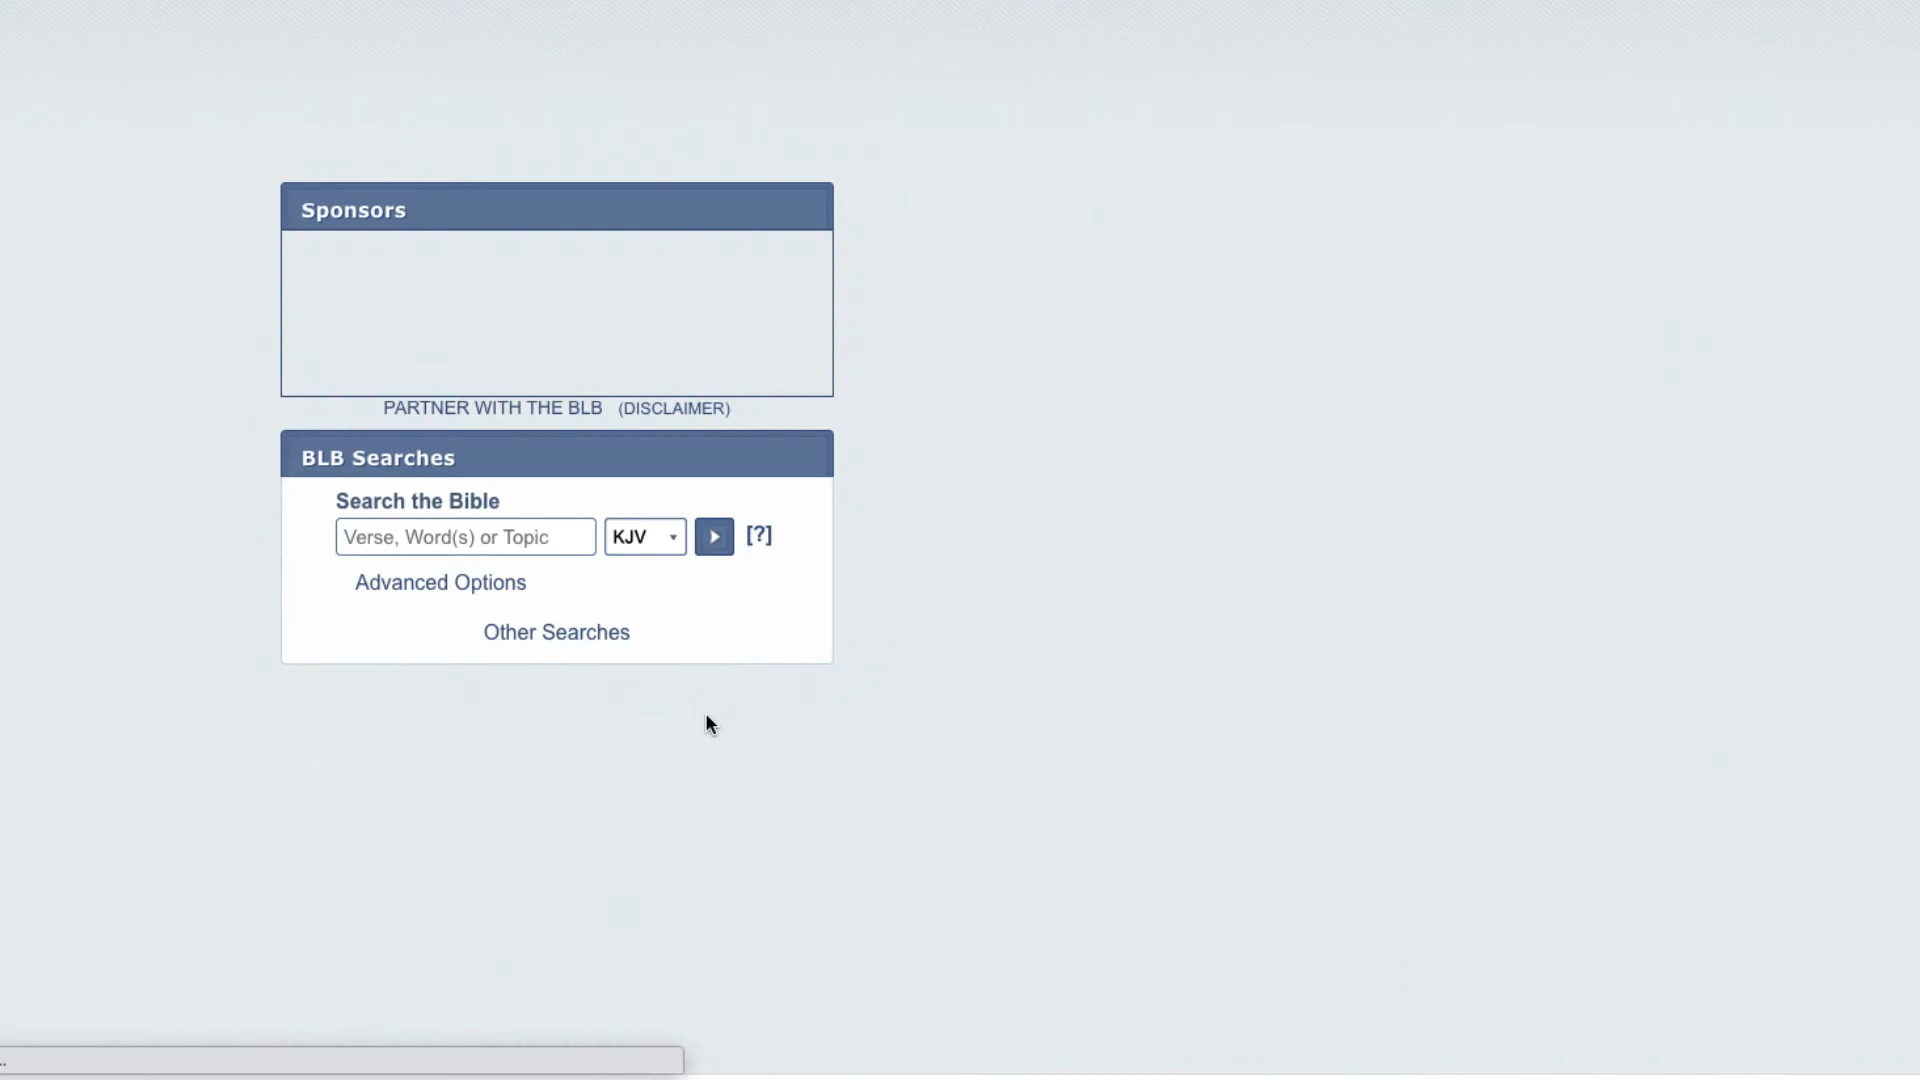 Sponsors
PARTNER WITH THE BLB (DISCLAIMER)
BLB Searches
Search the Bible
Verse, Word(s) or Topic KJV [?]
Advanced Options
Other Searches
..